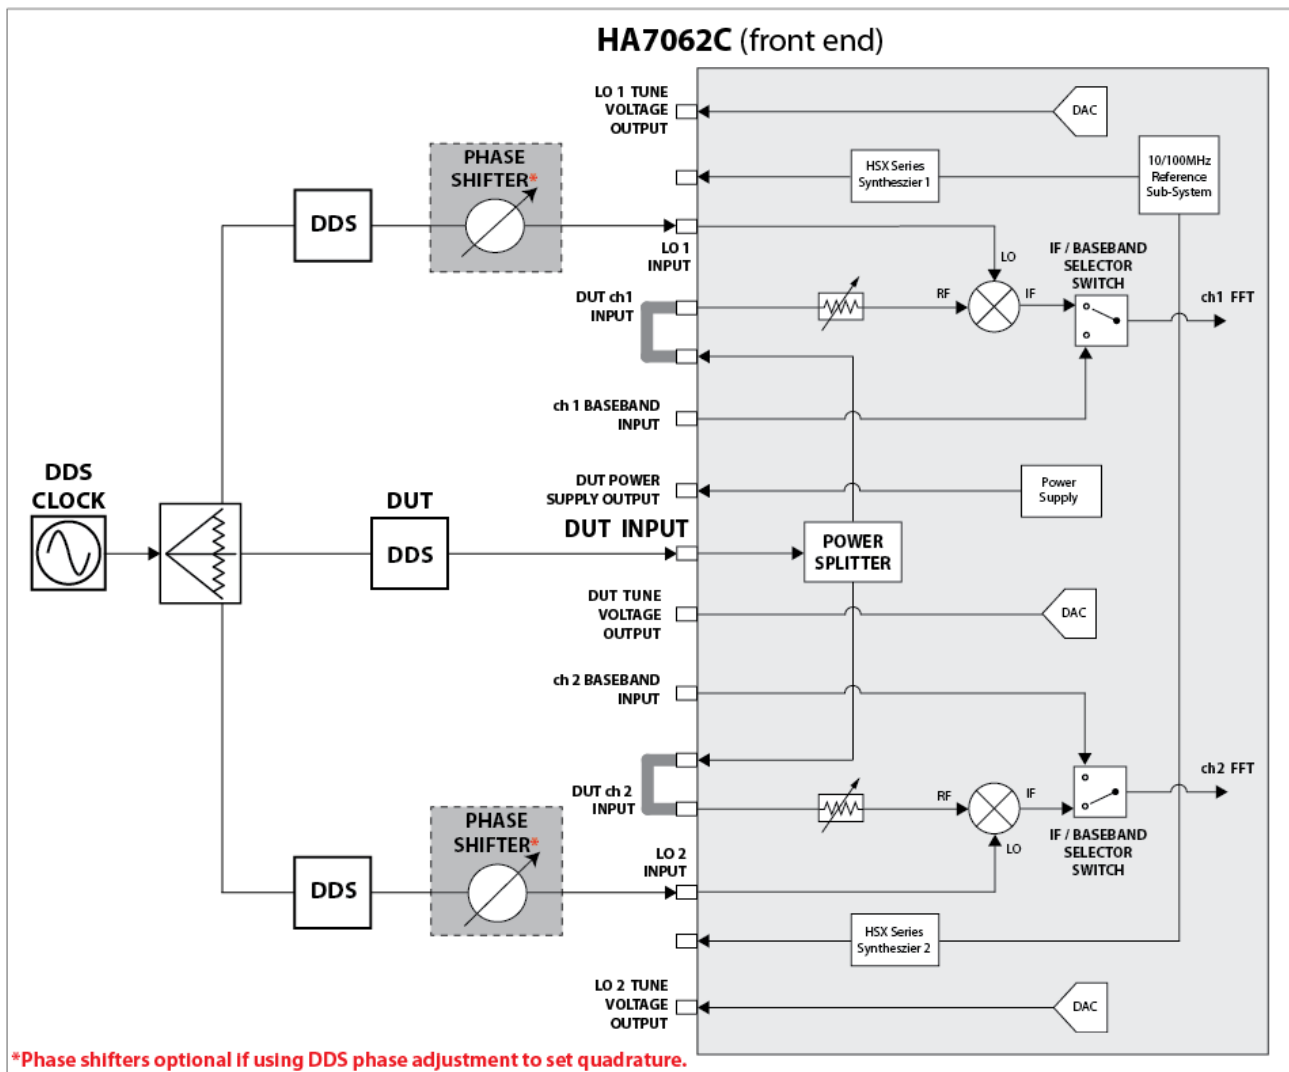 HA7062C (front end)
LO 1 TUNE
VOLTAGE
OUTPUT
DAC
PHASE
SHIFTER*
HSX Series
Syntheszier 1
10/100MHz
Reference
Sub-System
DDS
LO 1
INPUT
LO
IF / BASEBAND
SELECTOR
SWITCH
DUT ch1
INPUT
RF
IF
ch1 FFT
ch 1 BASEBAND
INPUT
DDS
CLOCK
DUT
DDS
DUT POWER
SUPPLY OUTPUT
Power
Supply
DUT INPUT
POWER
SPLITTER
DUT TUNE
VOLTAGE
OUTPUT
DAC
ch 2 BASEBAND
INPUT
DUT ch 2
INPUT
RF
IF
ch2 FFT
LO
IF / BASEBAND
SELECTOR
SWITCH
PHASE
SHIFTER*
LO 2
INPUT
DDS
HSX Series
Syntheszier 2
LO 2 TUNE
VOLTAGE
OUTPUT
DAC
*Phase shifters optional if using DDS phase adjustment to set quadrature.